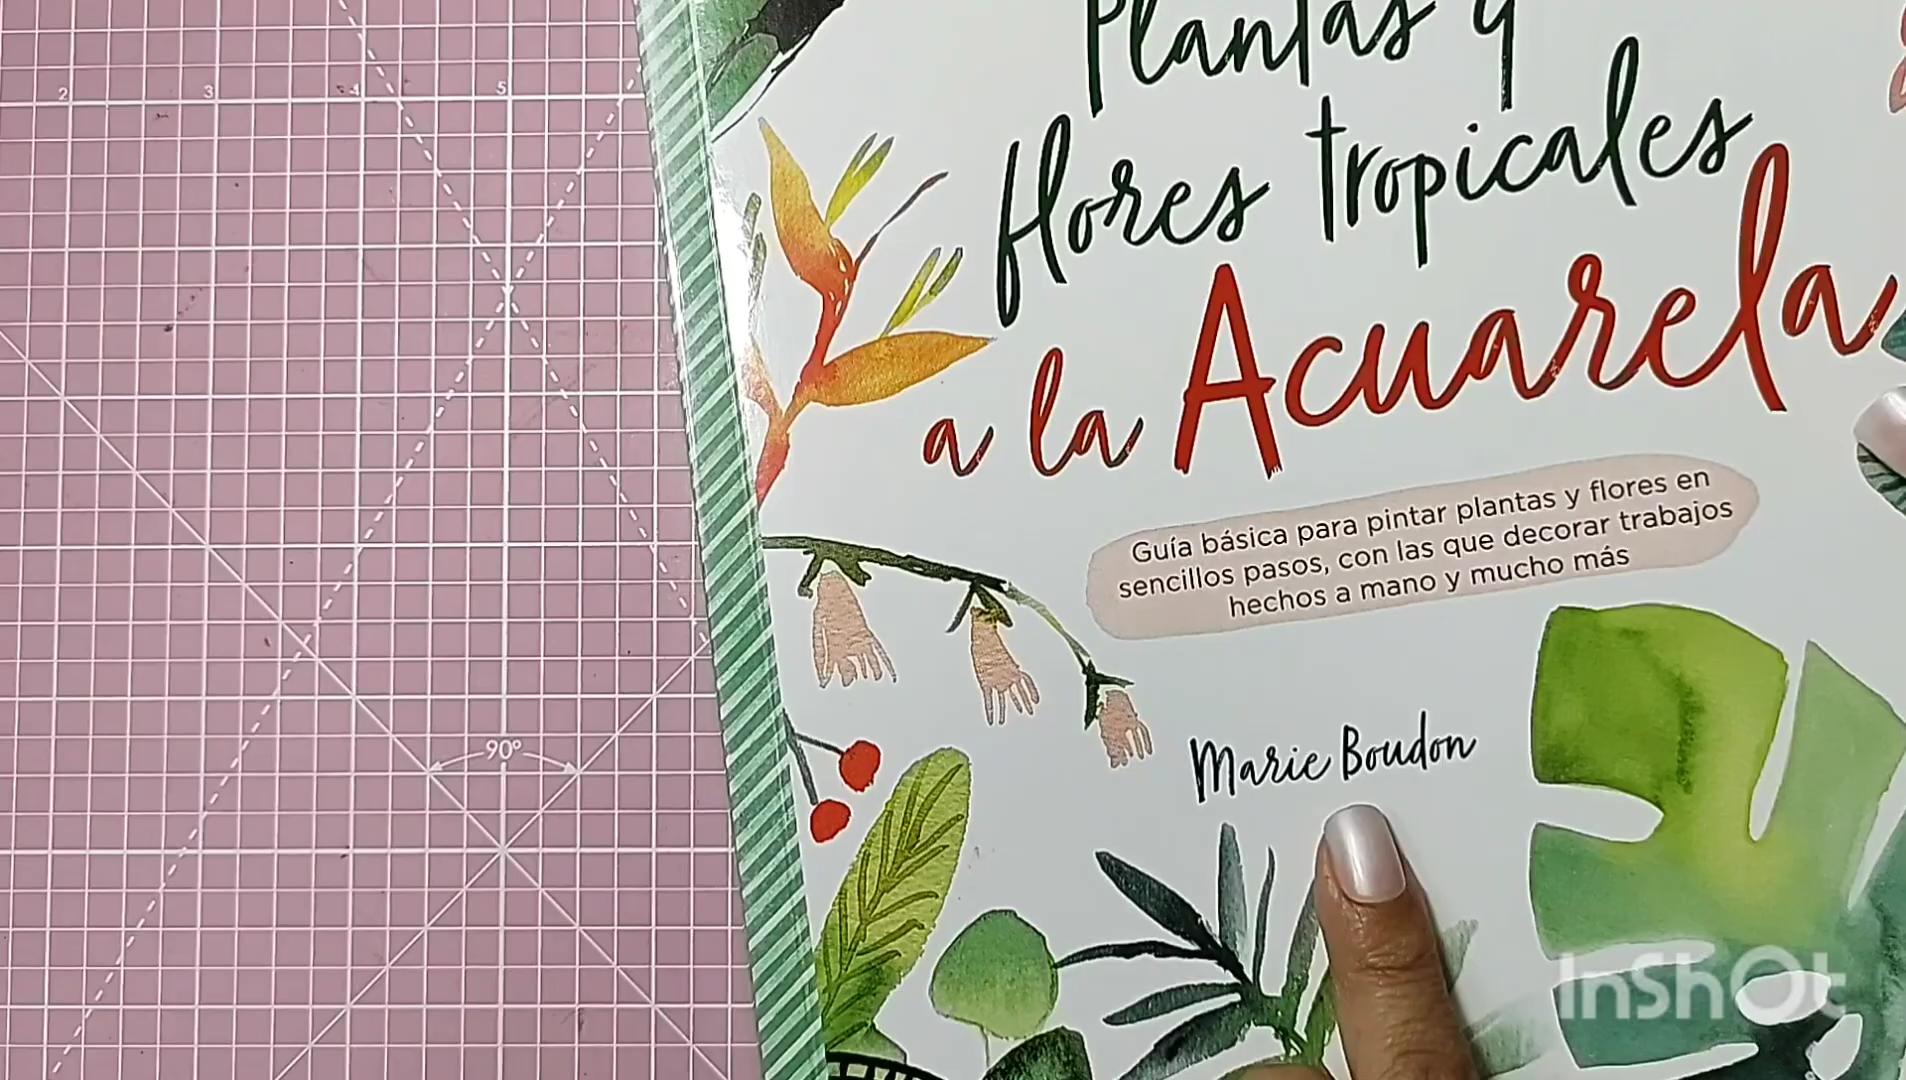 Plantas y
flores tropicales
a la Acuarela
Guía básica para pintar plantas y flores en
sencillos pasos, con las que decorar trabajos
hechos a mano y mucho más
Marie Boudon
2 3 4 5
90°
InShOt